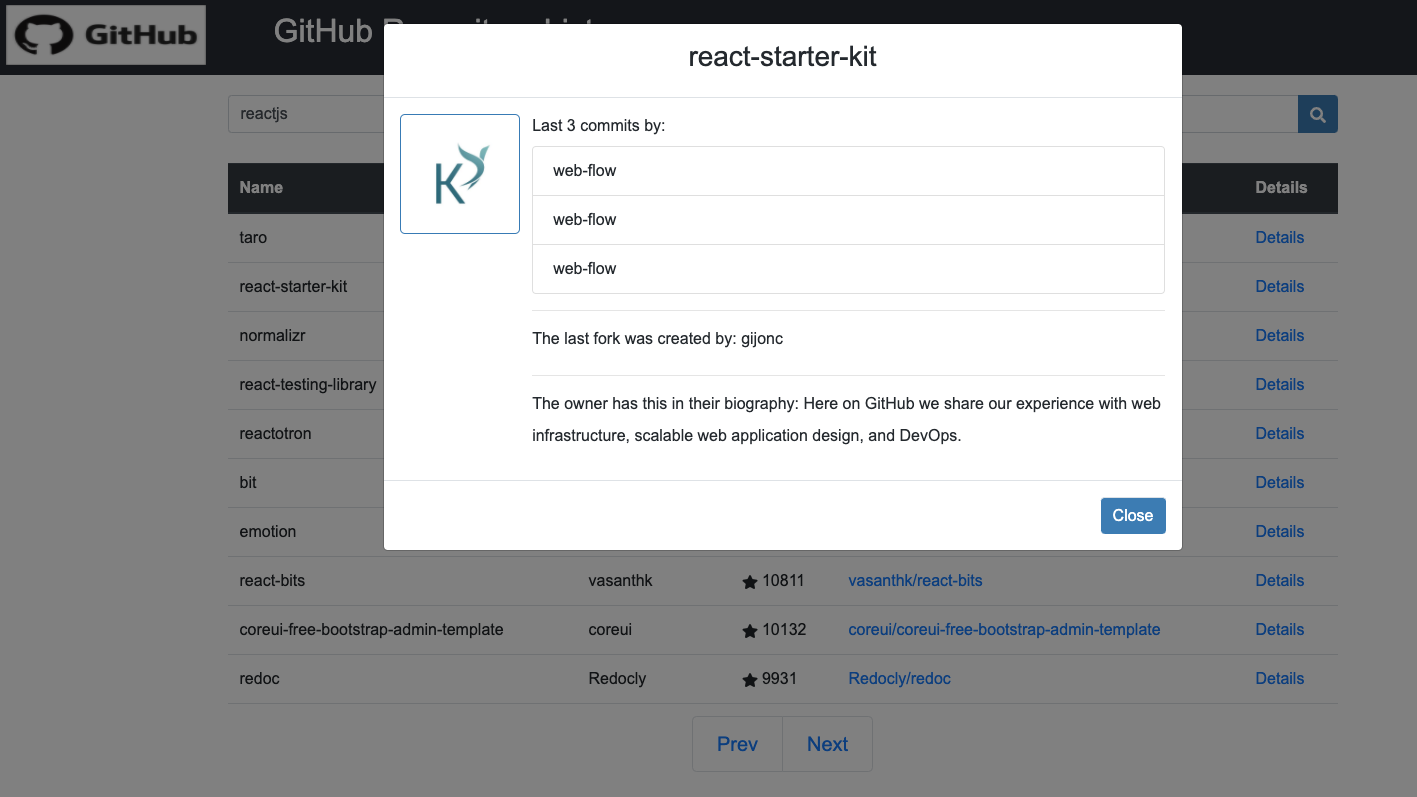 GitHub
GitHub
react-starter-kit
reactjs
Last 3 commits by:
web-flow
web-flow
web-flow
The last fork was created by: gijonc
The owner has this in their biography: Here on GitHub we share our experience with web
infrastructure, scalable web application design, and DevOps.
Close
Name Details
taro Details
react-starter-kit Details
normalizr Details
react-testing-library Details
reactotron Details
bit Details
emotion Details
react-bits vasanthk 10811 vasanthk/react-bits Details
coreui-free-bootstrap-admin-template coreui 10132 coreui/coreui-free-bootstrap-admin-template Details
redoc Redocly 9931 Redocly/redoc Details
Prev Next